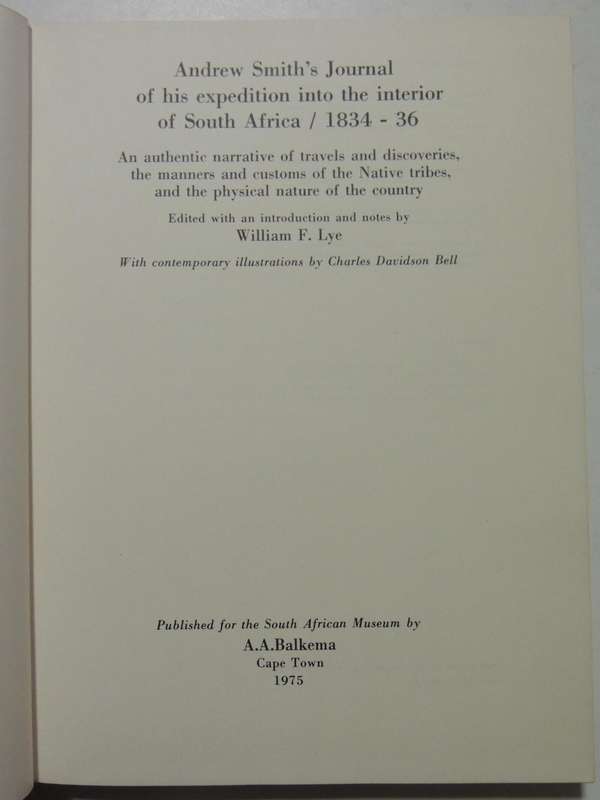 Andrew Smith's Journal
of his expedition into the interior
of South Africa / 1834 - 36
An authentic narrative of travels and discoveries,
the manners and customs of the Native tribes,
and the physical nature of the country
Edited with an introduction and notes by
William F. Lye
With contemporary illustrations by Charles Davidson Bell
Published for the South African Museum by
A.A.Balkema
Cape Town
1975